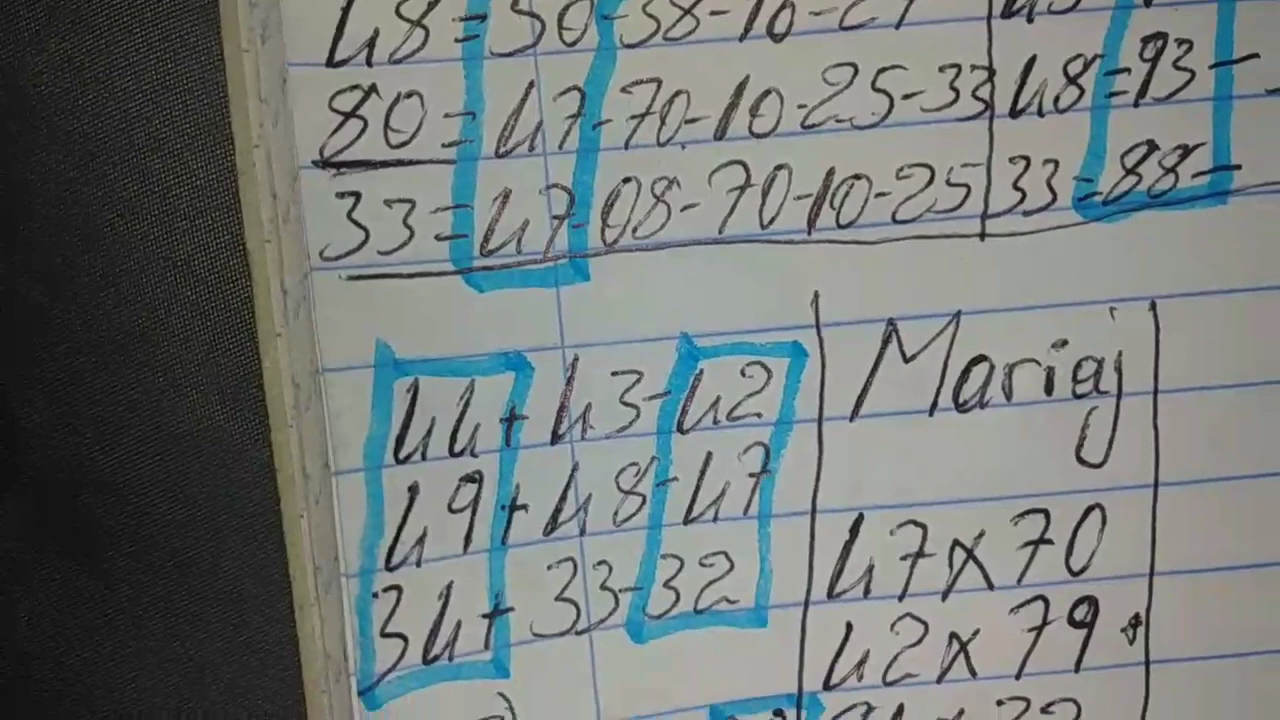 48=50-58-10-27
80=47-70-10-25-33
33=47-08-70-10-25
48=93-
33=88-
44+43-42
49+48-47
34+33-32
Mariaj
47x70
42x79